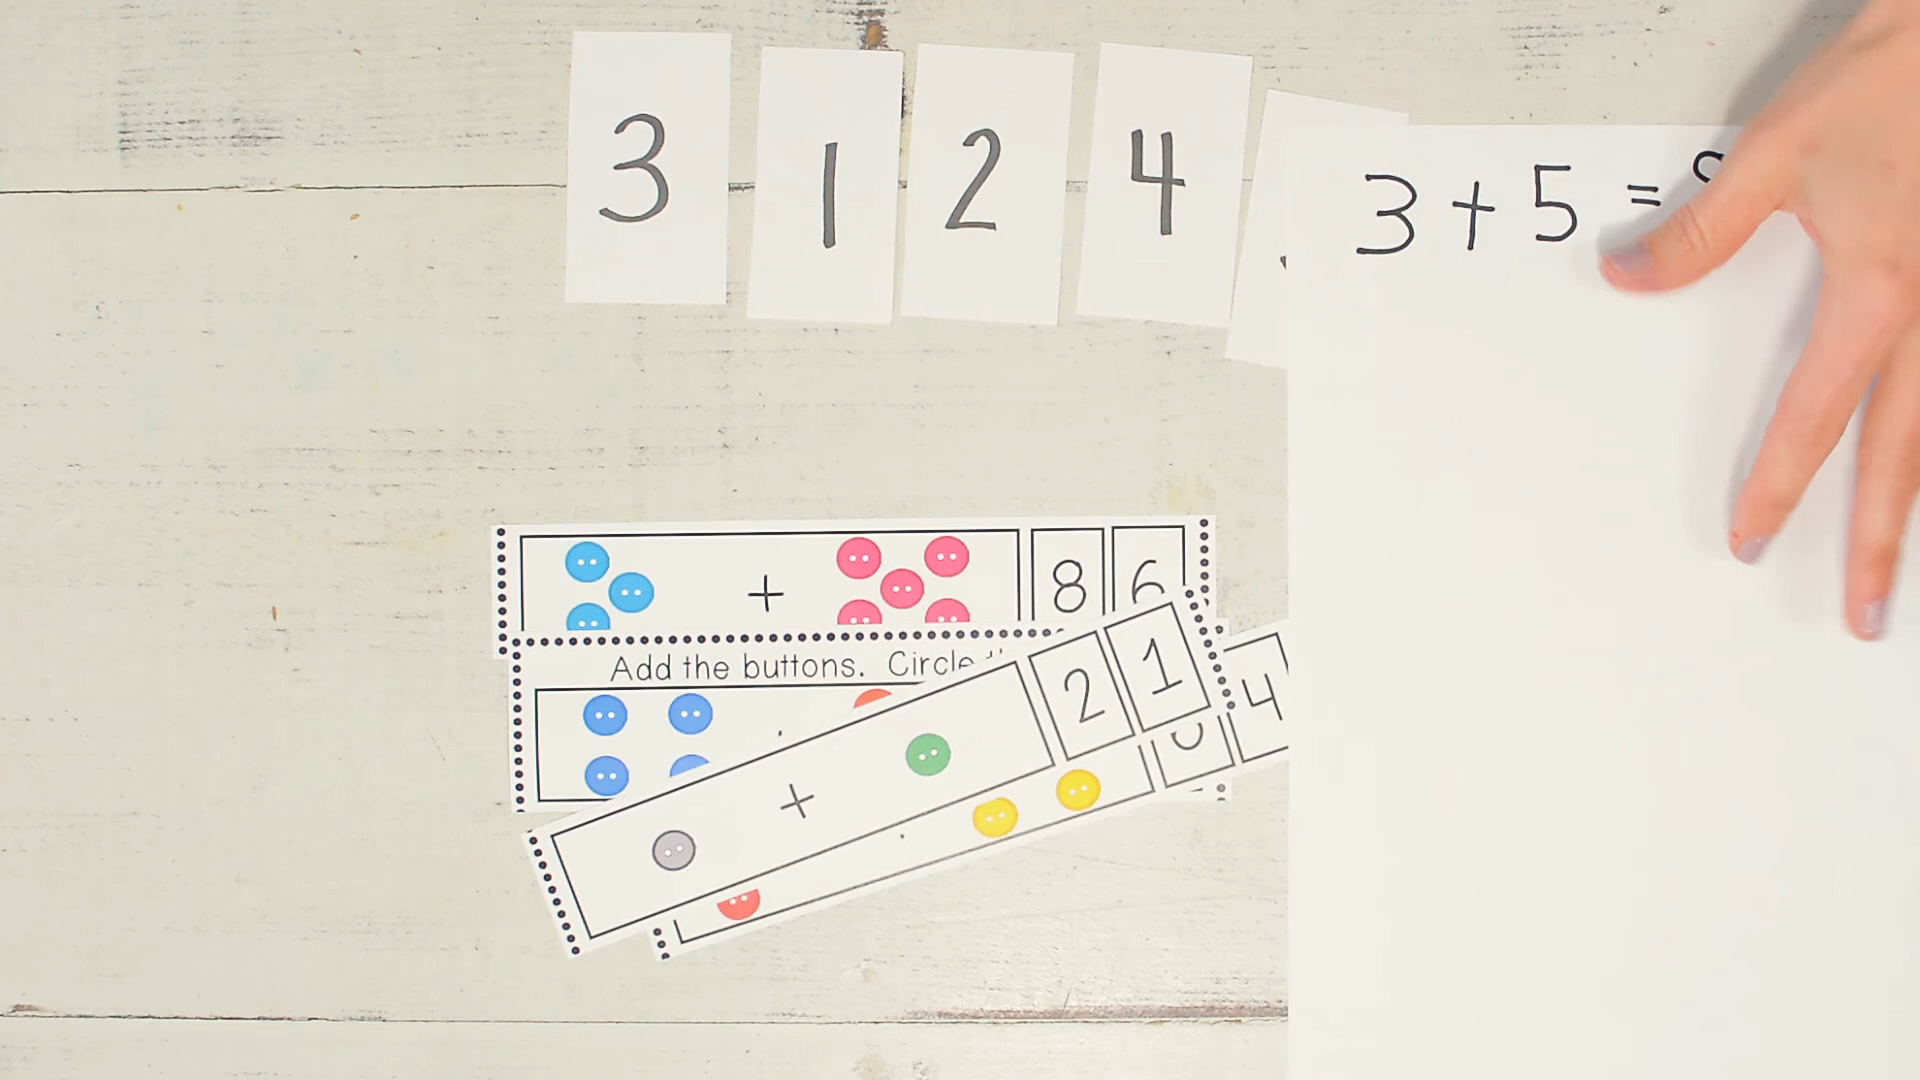 3
1
2
4
3 + 5 =
+ 8 6
Add the buttons. Circle
+ 2 1
4